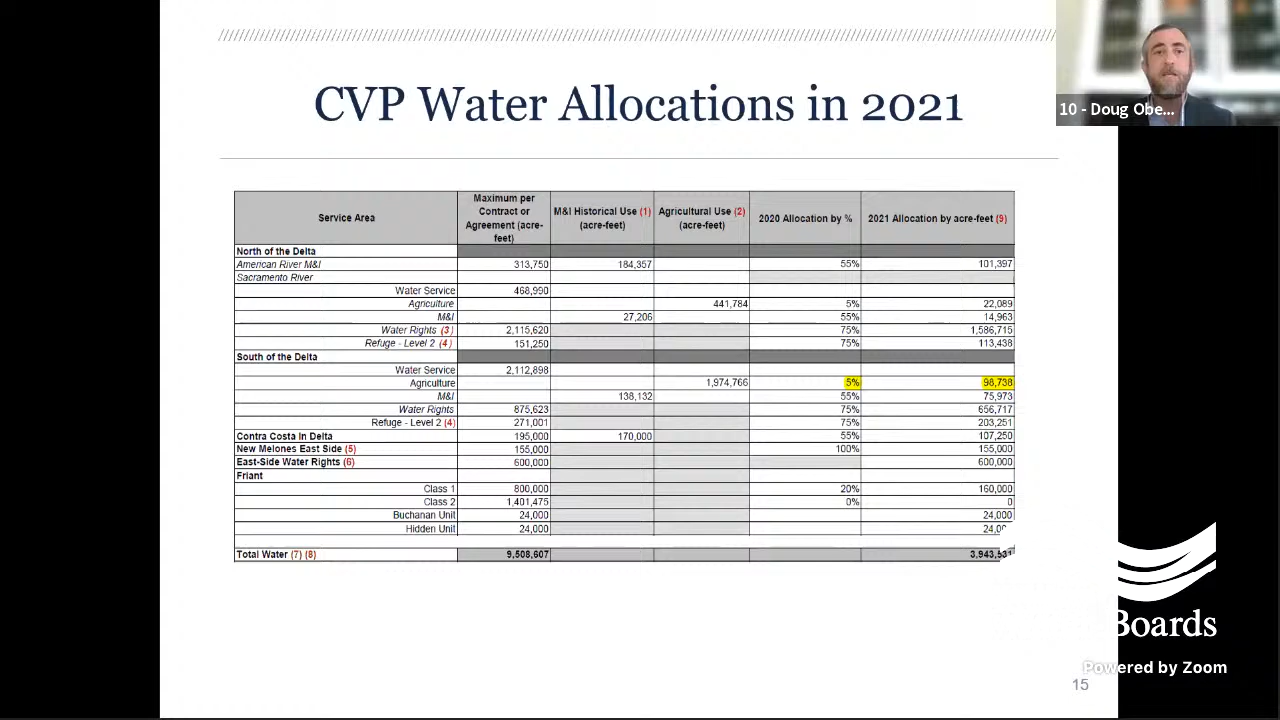 CVP Water Allocations in 2021
10 - Doug Obe...
Service Area Maximum per Contract or Agreement (acre-feet) M&I Historical Use (1) (acre-feet) Agricultural Use (2) (acre-feet) 2020 Allocation by % 2021 Allocation by acre-feet (9)
North of the Delta
American River M&I 313,750 184,357 55% 101,397
Sacramento River
Water Service 468,990
Agriculture 441,784 5% 22,089
M&I 27,206 55% 14,963
Water Rights (3) 2,115,620 75% 1,586,715
Refuge - Level 2 (4) 151,250 75% 113,438
South of the Delta
Water Service 2,112,898
Agriculture 1,974,766 5% 98,738
M&I 138,132 55% 75,973
Water Rights 875,623 75% 656,717
Refuge - Level 2 (4) 271,001 75% 203,251
Contra Costa In Delta 195,000 170,000 55% 107,250
New Melones East Side (5) 155,000 100% 155,000
East-Side Water Rights (6) 600,000 600,000
Friant
Class 1 800,000 20% 160,000
Class 2 1,401,475 0% 0
Buchanan Unit 24,000 24,000
Hidden Unit 24,000
Total Water (7) (8) 9,508,607
Boards
Powered by Zoom
15